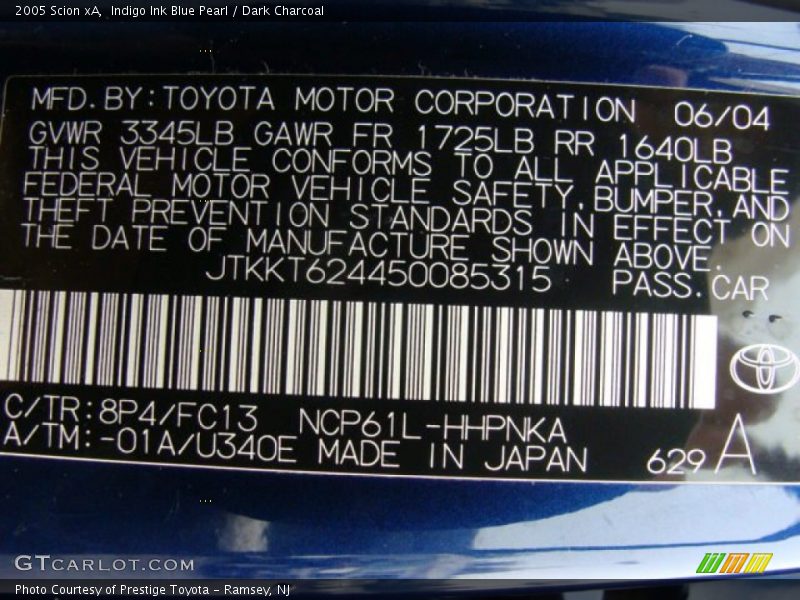 2005 Scion xA, Indigo Ink Blue Pearl / Dark Charcoal
MFD. BY: TOYOTA MOTOR CORPORATION 06/04
GVWR 3345LB GAWR FR 1725LB RR 1640LB
THIS VEHICLE CONFORMS TO ALL APPLICABLE
FEDERAL MOTOR VEHICLE SAFETY, BUMPER, AND
THEFT PREVENTION STANDARDS IN EFFECT ON
THE DATE OF MANUFACTURE SHOWN ABOVE.
JTKKT624450085315 PASS. CAR
C/TR: 8P4/FC13 NCP61L-HHPNKA
A/TM: -01A/U340E MADE IN JAPAN 629 A
GTCARLOT.COM
Photo Courtesy of Prestige Toyota - Ramsey, NJ